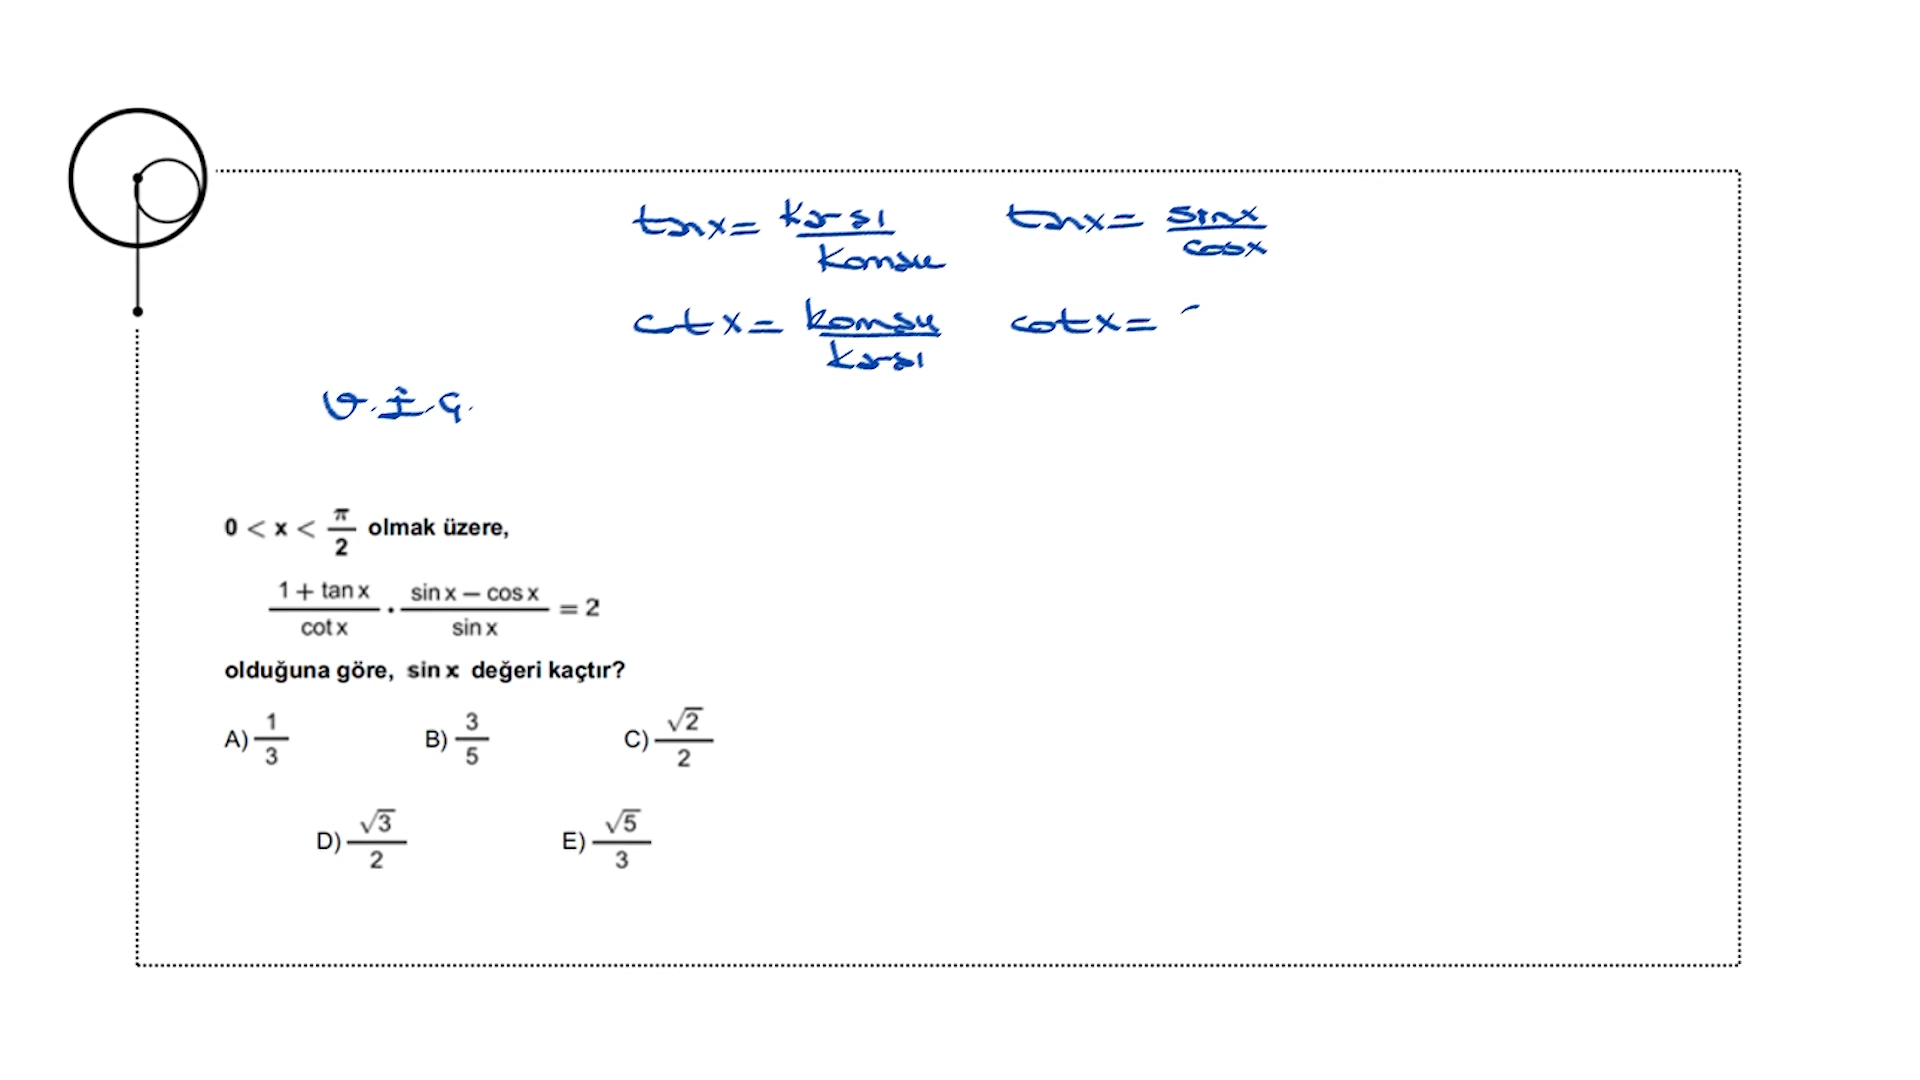 tanx = karşı / komşu tanx = sinx / cosx
cotx = komşu / karşı cotx =
V.İ.Ç.
0 < x < π/2 olmak üzere,
(1 + tan x)/(cot x) · (sin x − cos x)/(sin x) = 2
olduğuna göre, sin x değeri kaçtır?
A) 1/3 B) 3/5 C) √2/2
D) √3/2 E) √5/3